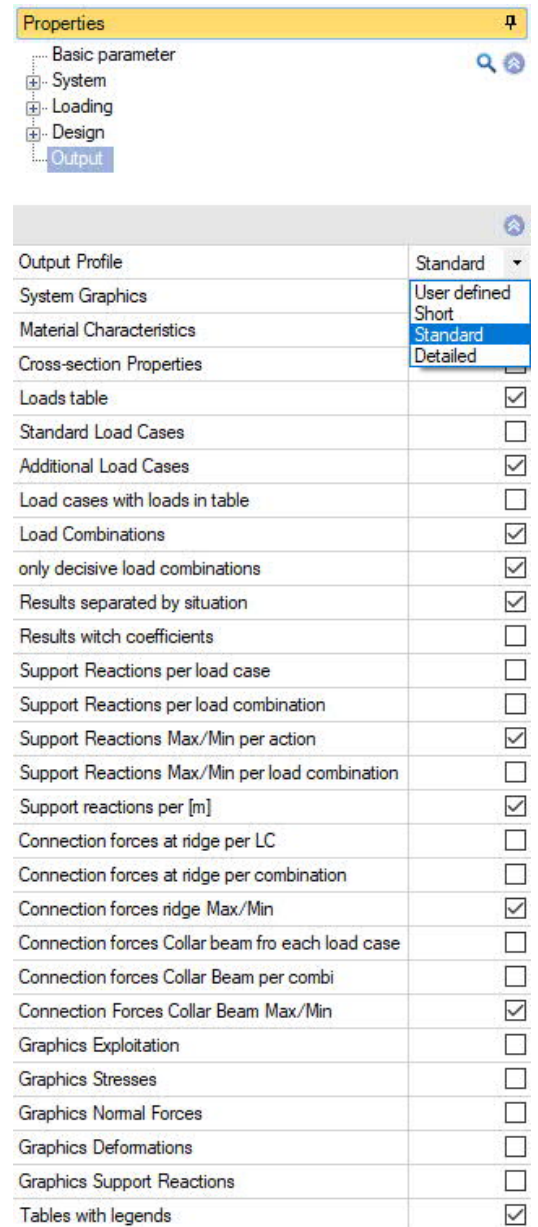 Properties
Basic parameter
System
Loading
Design
Output
Output Profile Standard
System Graphics User defined
Short
Material Characteristics Standard
Cross-section Properties Detailed
Loads table
Standard Load Cases
Additional Load Cases
Load cases with loads in table
Load Combinations
only decisive load combinations
Results separated by situation
Results witch coefficients
Support Reactions per load case
Support Reactions per load combination
Support Reactions Max/Min per action
Support Reactions Max/Min per load combination
Support reactions per [m]
Connection forces at ridge per LC
Connection forces at ridge per combination
Connection forces ridge Max/Min
Connection forces Collar beam fro each load case
Connection forces Collar Beam per combi
Connection Forces Collar Beam Max/Min
Graphics Exploitation
Graphics Stresses
Graphics Normal Forces
Graphics Deformations
Graphics Support Reactions
Tables with legends